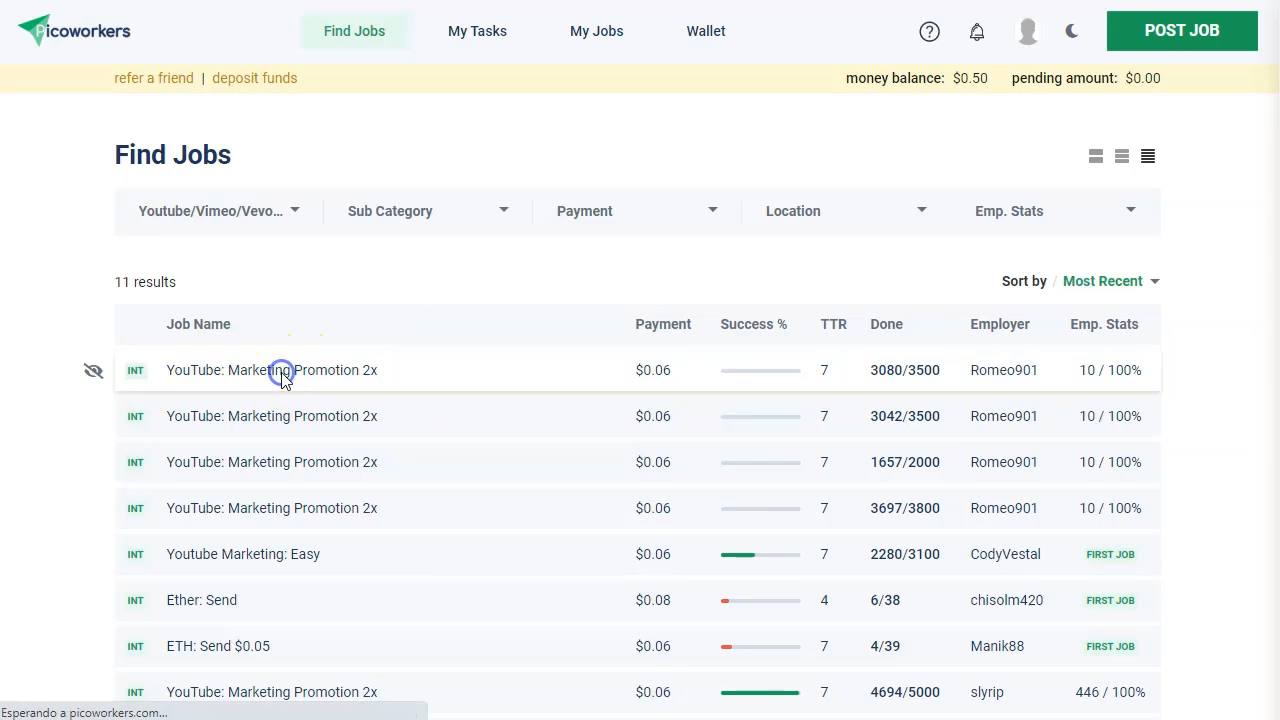 Picoworkers Find Jobs My Tasks My Jobs Wallet POST JOB
refer a friend | deposit funds money balance: $0.50 pending amount: $0.00
Find Jobs
Youtube/Vimeo/Vevo... Sub Category Payment Location Emp. Stats
11 results Sort by / Most Recent
Job Name Payment Success % TTR Done Employer Emp. Stats
INT YouTube: Marketing Promotion 2x $0.06 7 3080/3500 Romeo901 10 / 100%
INT YouTube: Marketing Promotion 2x $0.06 7 3042/3500 Romeo901 10 / 100%
INT YouTube: Marketing Promotion 2x $0.06 7 1657/2000 Romeo901 10 / 100%
INT YouTube: Marketing Promotion 2x $0.06 7 3697/3800 Romeo901 10 / 100%
INT Youtube Marketing: Easy $0.06 7 2280/3100 CodyVestal FIRST JOB
INT Ether: Send $0.08 4 6/38 chisolm420 FIRST JOB
INT ETH: Send $0.05 $0.06 7 4/39 Manik88 FIRST JOB
INT YouTube: Marketing Promotion 2x $0.06 7 4694/5000 slyrip 446 / 100%
Esperando a picoworkers.com...